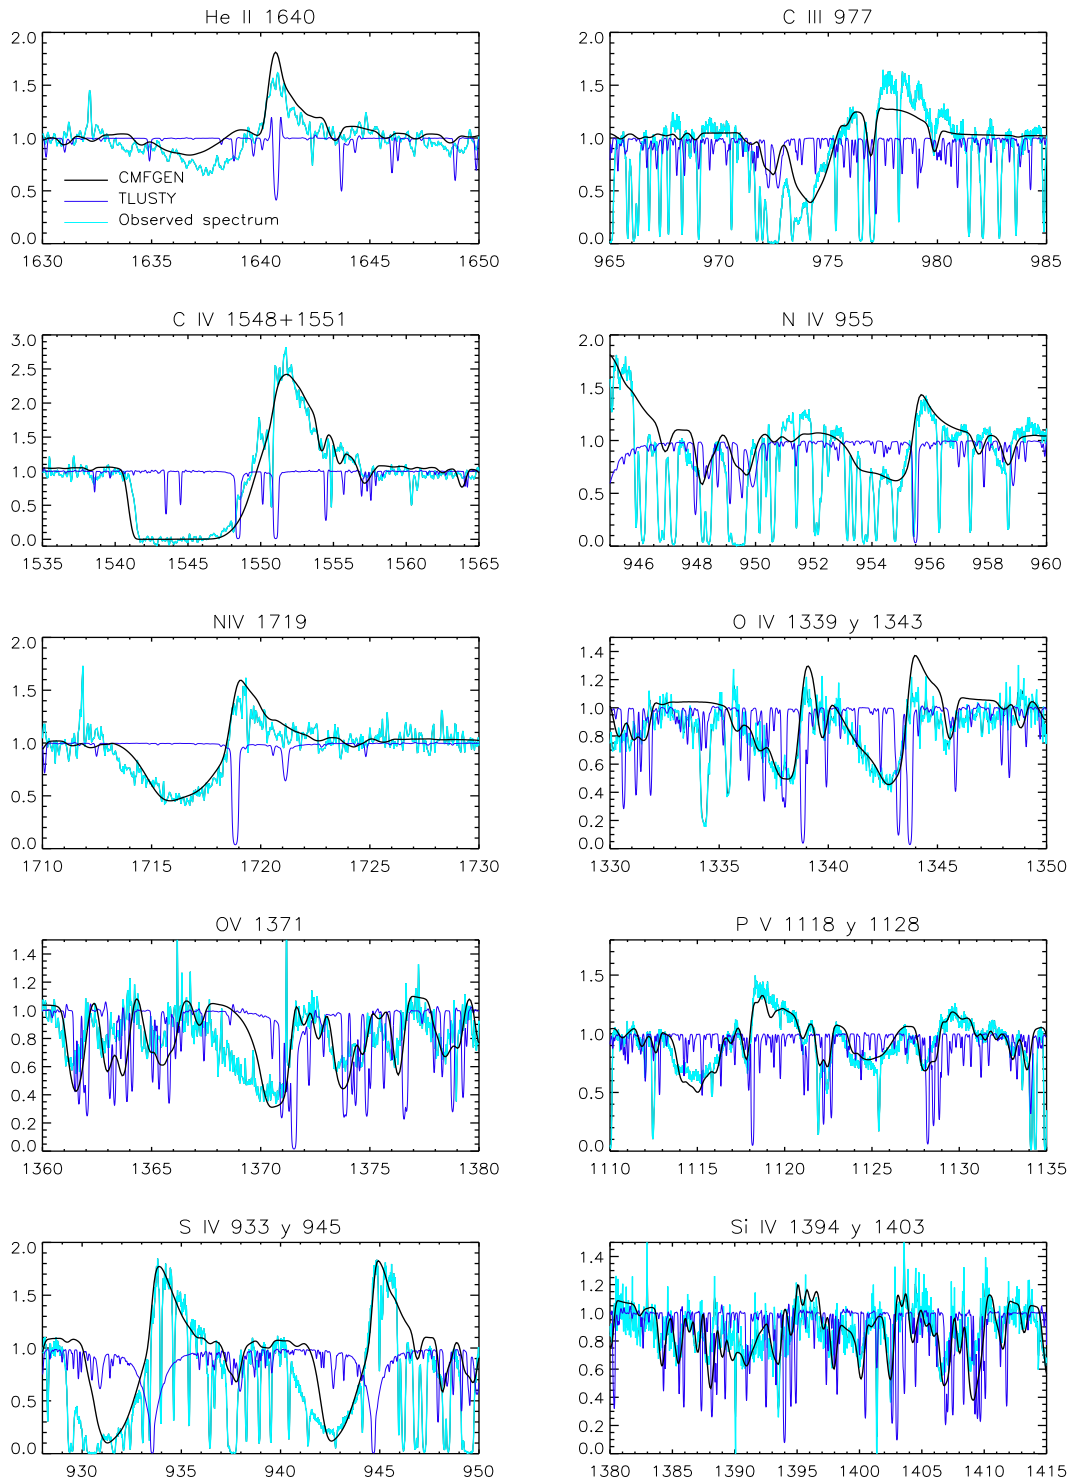 He II 1640
2.0
1.5
1.0
0.5
0.0
CMFGEN
TLUSTY
Observed spectrum
1630 1635 1640 1645 1650
C III 977
2.0
1.5
1.0
0.5
0.0
965 970 975 980 985
C IV 1548+1551
3.0
2.5
2.0
1.5
1.0
0.5
0.0
1535 1540 1545 1550 1555 1560 1565
N IV 955
2.0
1.5
1.0
0.5
0.0
946 948 950 952 954 956 958 960
NIV 1719
2.0
1.5
1.0
0.5
0.0
1710 1715 1720 1725 1730
O IV 1339 y 1343
1.4
1.2
1.0
0.8
0.6
0.4
0.2
0.0
1330 1335 1340 1345 1350
OV 1371
1.4
1.2
1.0
0.8
0.6
0.4
0.2
0.0
1360 1365 1370 1375 1380
P V 1118 y 1128
1.5
1.0
0.5
0.0
1110 1115 1120 1125 1130 1135
S IV 933 y 945
2.0
1.5
1.0
0.5
0.0
930 935 940 945 950
Si IV 1394 y 1403
1.4
1.2
1.0
0.8
0.6
0.4
0.2
0.0
1380 1385 1390 1395 1400 1405 1410 1415